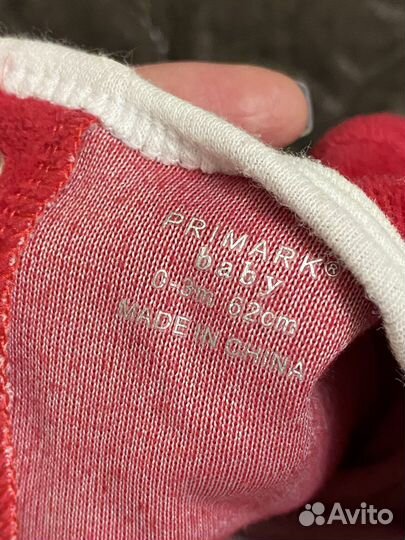 PRIMARK®
baby
0-3m 62cm
MADE IN CHINA
Avito